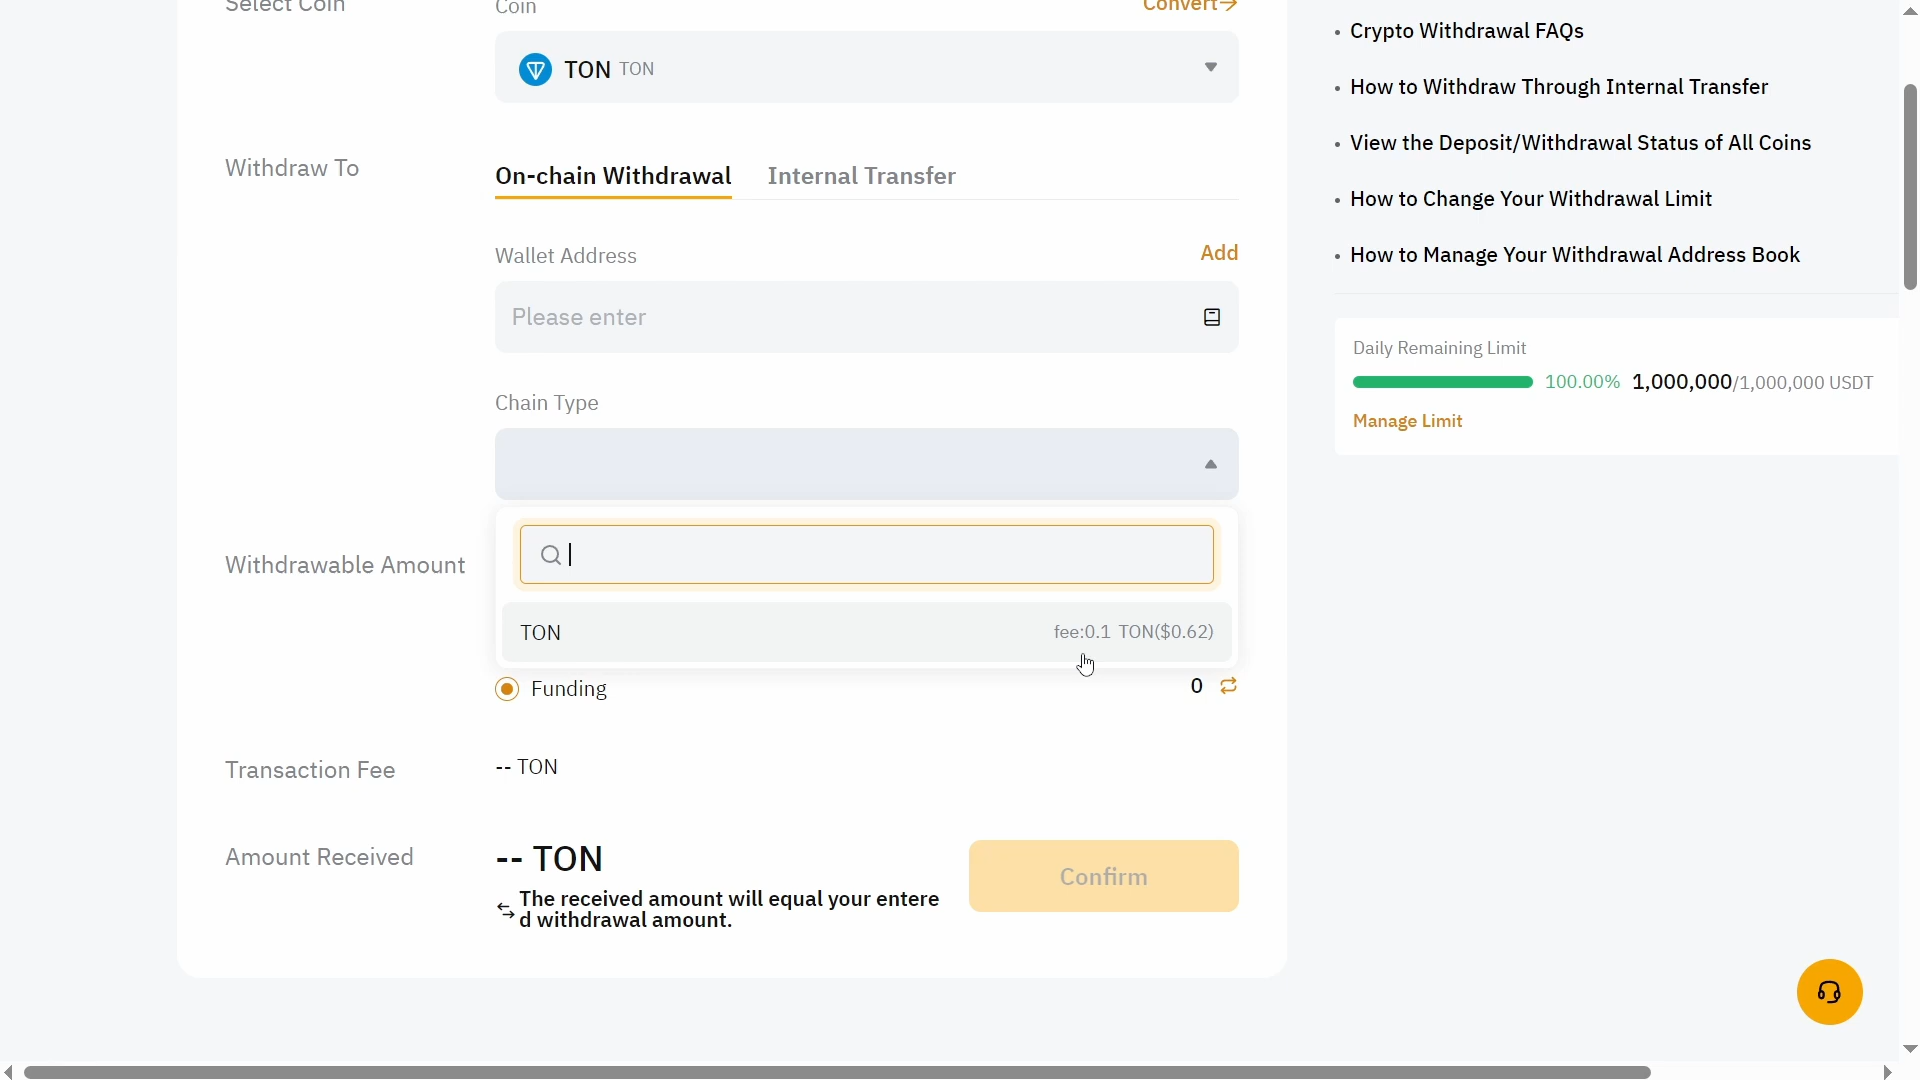 Select Coin
Coin
Convert→
TON TON
Withdraw To
On-chain Withdrawal
Internal Transfer
Wallet Address
Add
Please enter
Chain Type
TON
fee:0.1 TON($0.62)
Withdrawable Amount
Funding
0
Transaction Fee
-- TON
Amount Received
-- TON
The received amount will equal your entere
d withdrawal amount.
Confirm
• Crypto Withdrawal FAQs
• How to Withdraw Through Internal Transfer
• View the Deposit/Withdrawal Status of All Coins
• How to Change Your Withdrawal Limit
• How to Manage Your Withdrawal Address Book
Daily Remaining Limit
100.00% 1,000,000/1,000,000 USDT
Manage Limit